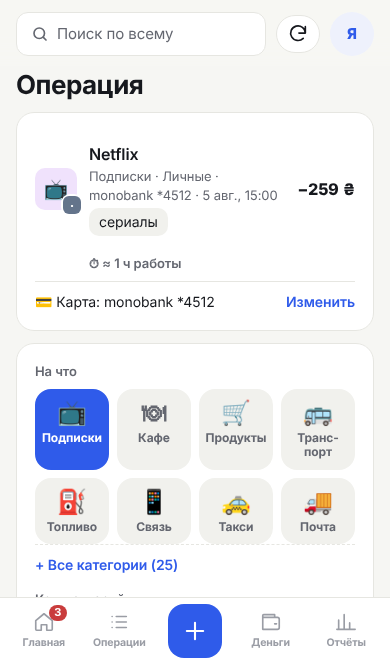 Поиск по всему
Я
Операция
Netflix
Подписки · Личные ·
monobank *4512 · 5 авг., 15:00
−259 ₴
сериалы
⏱ ≈ 1 ч работы
💳 Карта: monobank *4512
Изменить
На что
Подписки
Кафе
Продукты
Транс-
порт
Топливо
Связь
Такси
Почта
+ Все категории (25)
3
Главная
Операции
Деньги
Отчёты